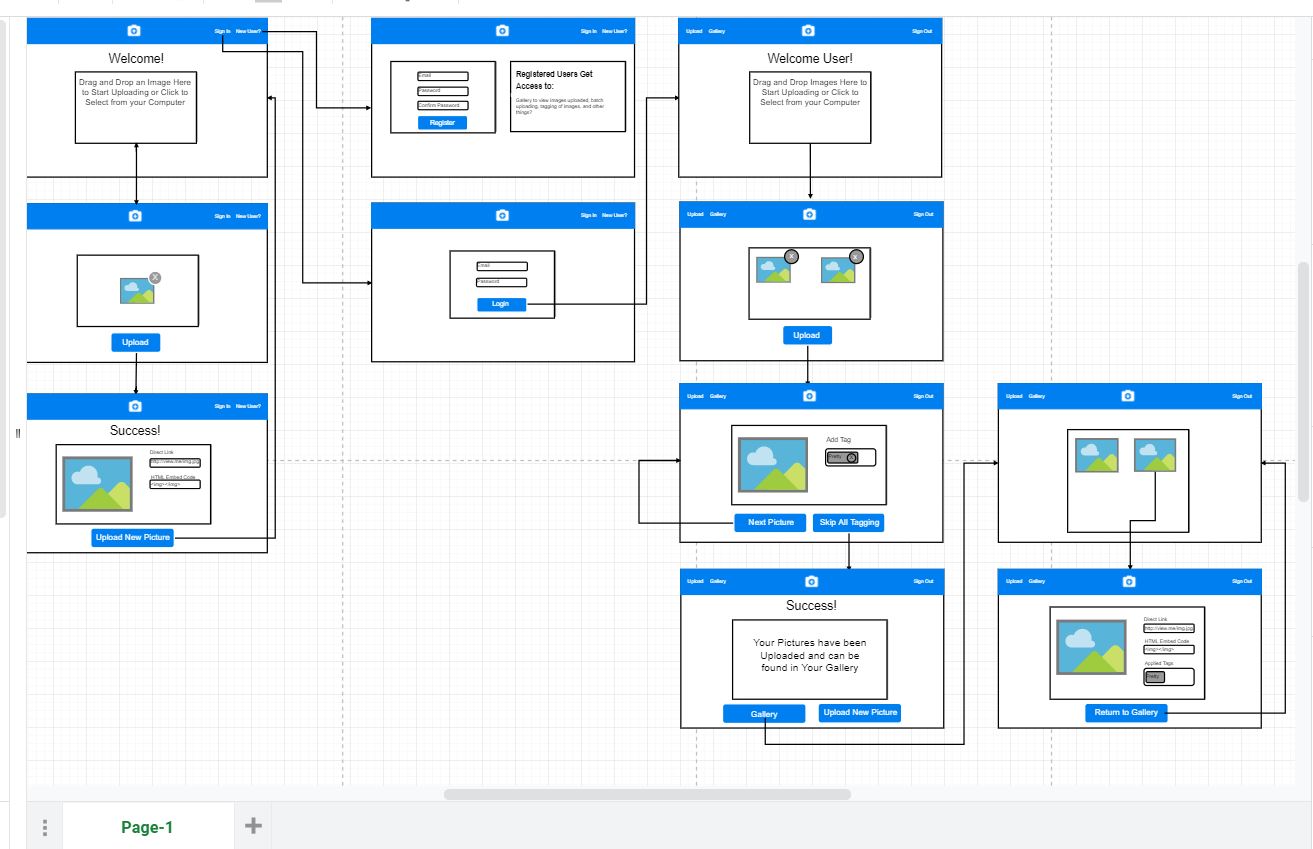 Sign In New User?
Welcome!
Drag and Drop an Image Here
to Start Uploading or Click to
Select from your Computer
Sign In New User?
Email
Password
Confirm Password
Register
Registered Users Get
Access to:
Gallery to view images uploaded, batch
uploading, tagging of images, and other
things?
Upload Gallery
Sign Out
Welcome User!
Drag and Drop Images Here to
Start Uploading or Click to
Select from your Computer
Sign In New User?
X
Upload
Sign In New User?
Email
Password
Login
Upload Gallery
Sign Out
X
X
Upload
Sign In New User?
Success!
Direct Link
http://view.me/img.jpg
HTML Embed Code
<img></img>
Upload New Picture
Upload Gallery
Sign Out
Add Tag
Pretty
Next Picture
Skip All Tagging
Upload Gallery
Sign Out
Upload Gallery
Sign Out
Success!
Your Pictures have been
Uploaded and can be
found in Your Gallery
Gallery
Upload New Picture
Upload Gallery
Sign Out
Direct Link
http://view.me/img.jpg
HTML Embed Code
<img></img>
Applied Tags
Pretty
Return to Gallery
Page-1